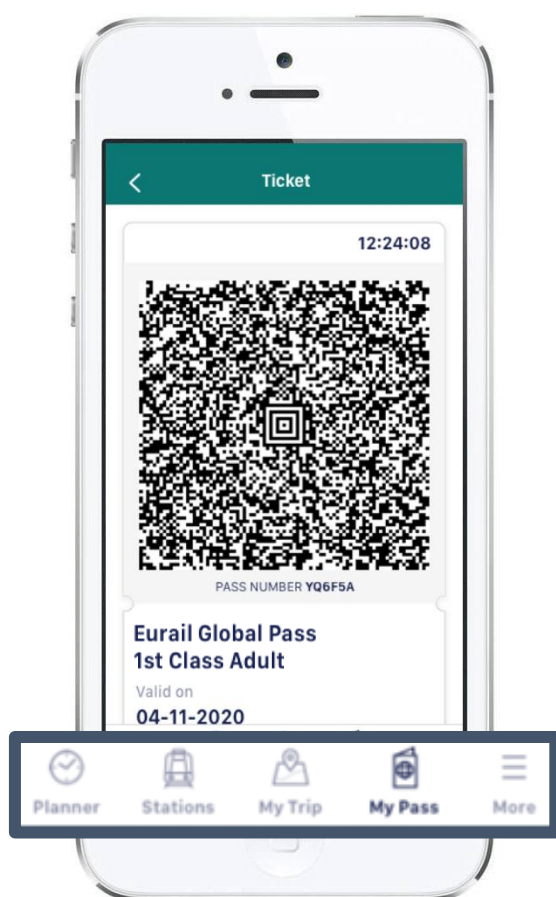 Ticket
12:24:08
PASS NUMBER YQ6F5A
Eurail Global Pass
1st Class Adult
Valid on
04-11-2020
Planner Stations My Trip My Pass More